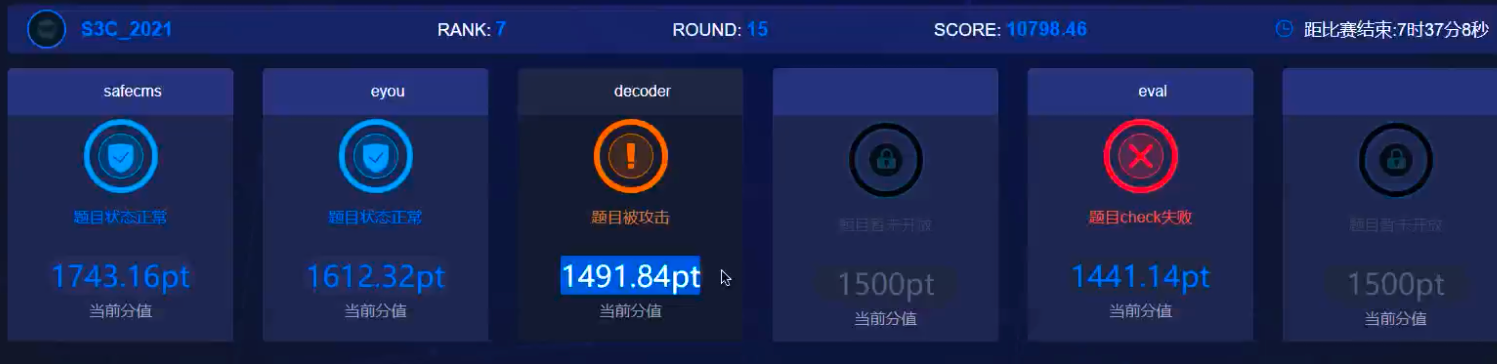 S3C_2021 RANK: 7 ROUND: 15 SCORE: 10798.46 距比赛结束:7时37分8秒
safecms eyou decoder eval
题目状态正常 题目状态正常 题目被攻击 题目暂未开放 题目check失败 题目暂未开放
1743.16pt 1612.32pt 1491.84pt 1500pt 1441.14pt 1500pt
当前分值 当前分值 当前分值 当前分值 当前分值 当前分值